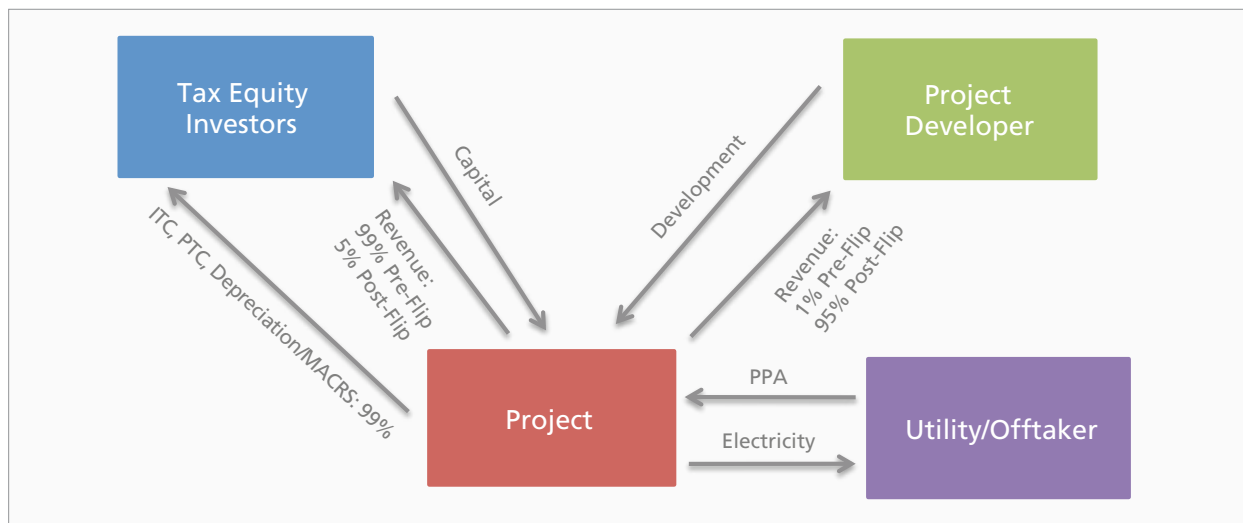 Tax Equity
Investors
Project
Developer
Capital
Development
ITC, PTC, Depreciation/MACRS: 99%
Revenue:
99% Pre-Flip
5% Post-Flip
Revenue:
1% Pre-Flip
95% Post-Flip
Project
PPA
Electricity
Utility/Offtaker